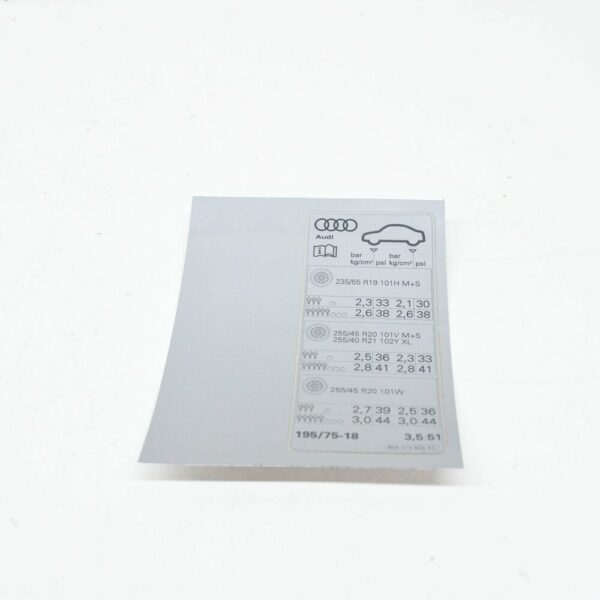 Audi
i
bar bar
kg/cm² psi kg/cm² psi
235/55 R19 101H M+S
2,3 33 2,1 30
2,6 38 2,6 38
255/45 R20 101V M+S
255/40 R21 102Y XL
2,5 36 2,3 33
2,8 41 2,8 41
255/45 R20 101W
2,7 39 2,5 36
3,0 44 3,0 44
195/75-18 3,5 51